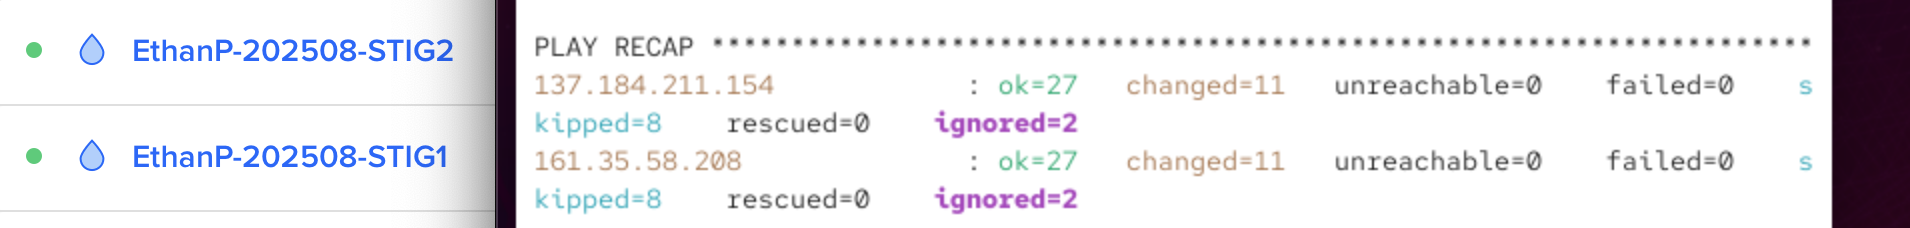 EthanP-202508-STIG2
EthanP-202508-STIG1
PLAY RECAP *********************************************************************
137.184.211.154            : ok=27   changed=11   unreachable=0    failed=0    s
kipped=8    rescued=0    ignored=2
161.35.58.208              : ok=27   changed=11   unreachable=0    failed=0    s
kipped=8    rescued=0    ignored=2